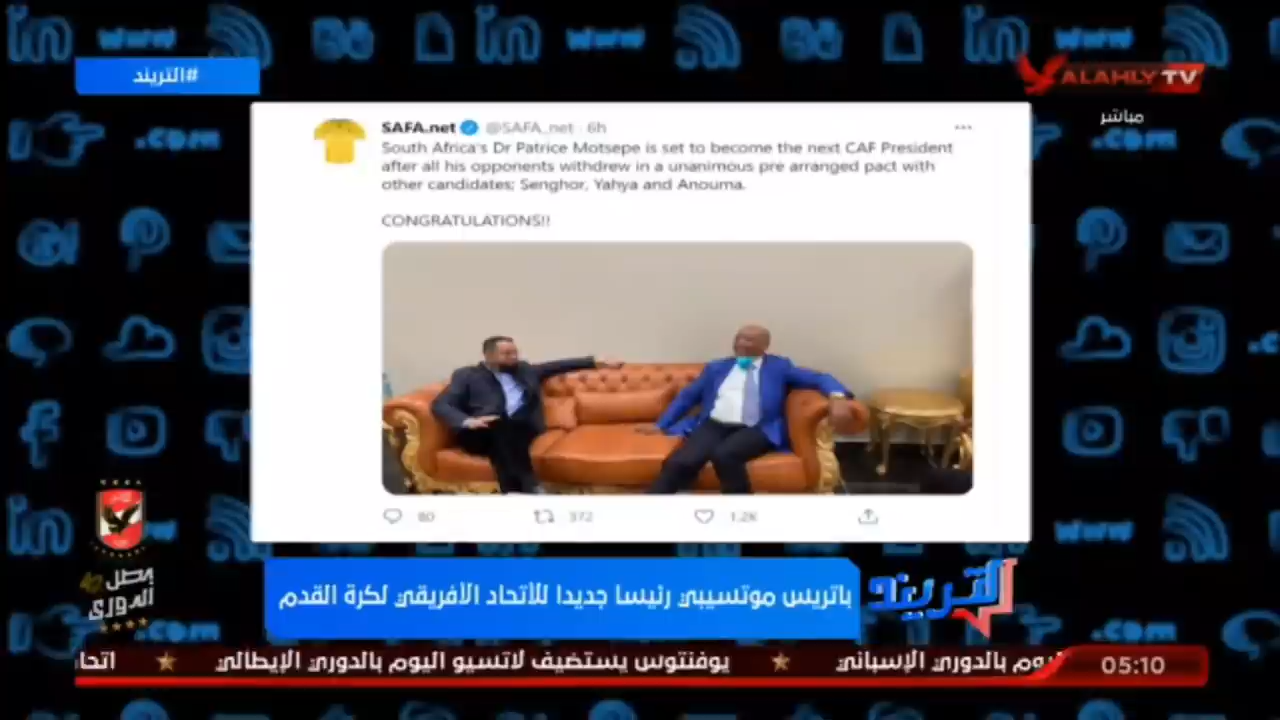 #التريند
ALAHLY TV
مباشر
SAFA.net @SAFA_net · 6h
South Africa's Dr Patrice Motsepe is set to become the next CAF President
after all his opponents withdrew in a unanimous pre arranged pact with
other candidates; Senghor, Yahya and Anouma.
CONGRATULATIONS!!
80 372 1.2K
بطل الدوري
التريند
باتريس موتسيبي رئيسا جديدا للاتحاد الأفريقي لكرة القدم
اليوم بالدوري الإسباني ★ يوفنتوس يستضيف لاتسيو اليوم بالدوري الإيطالي ★ اتحا
05:10